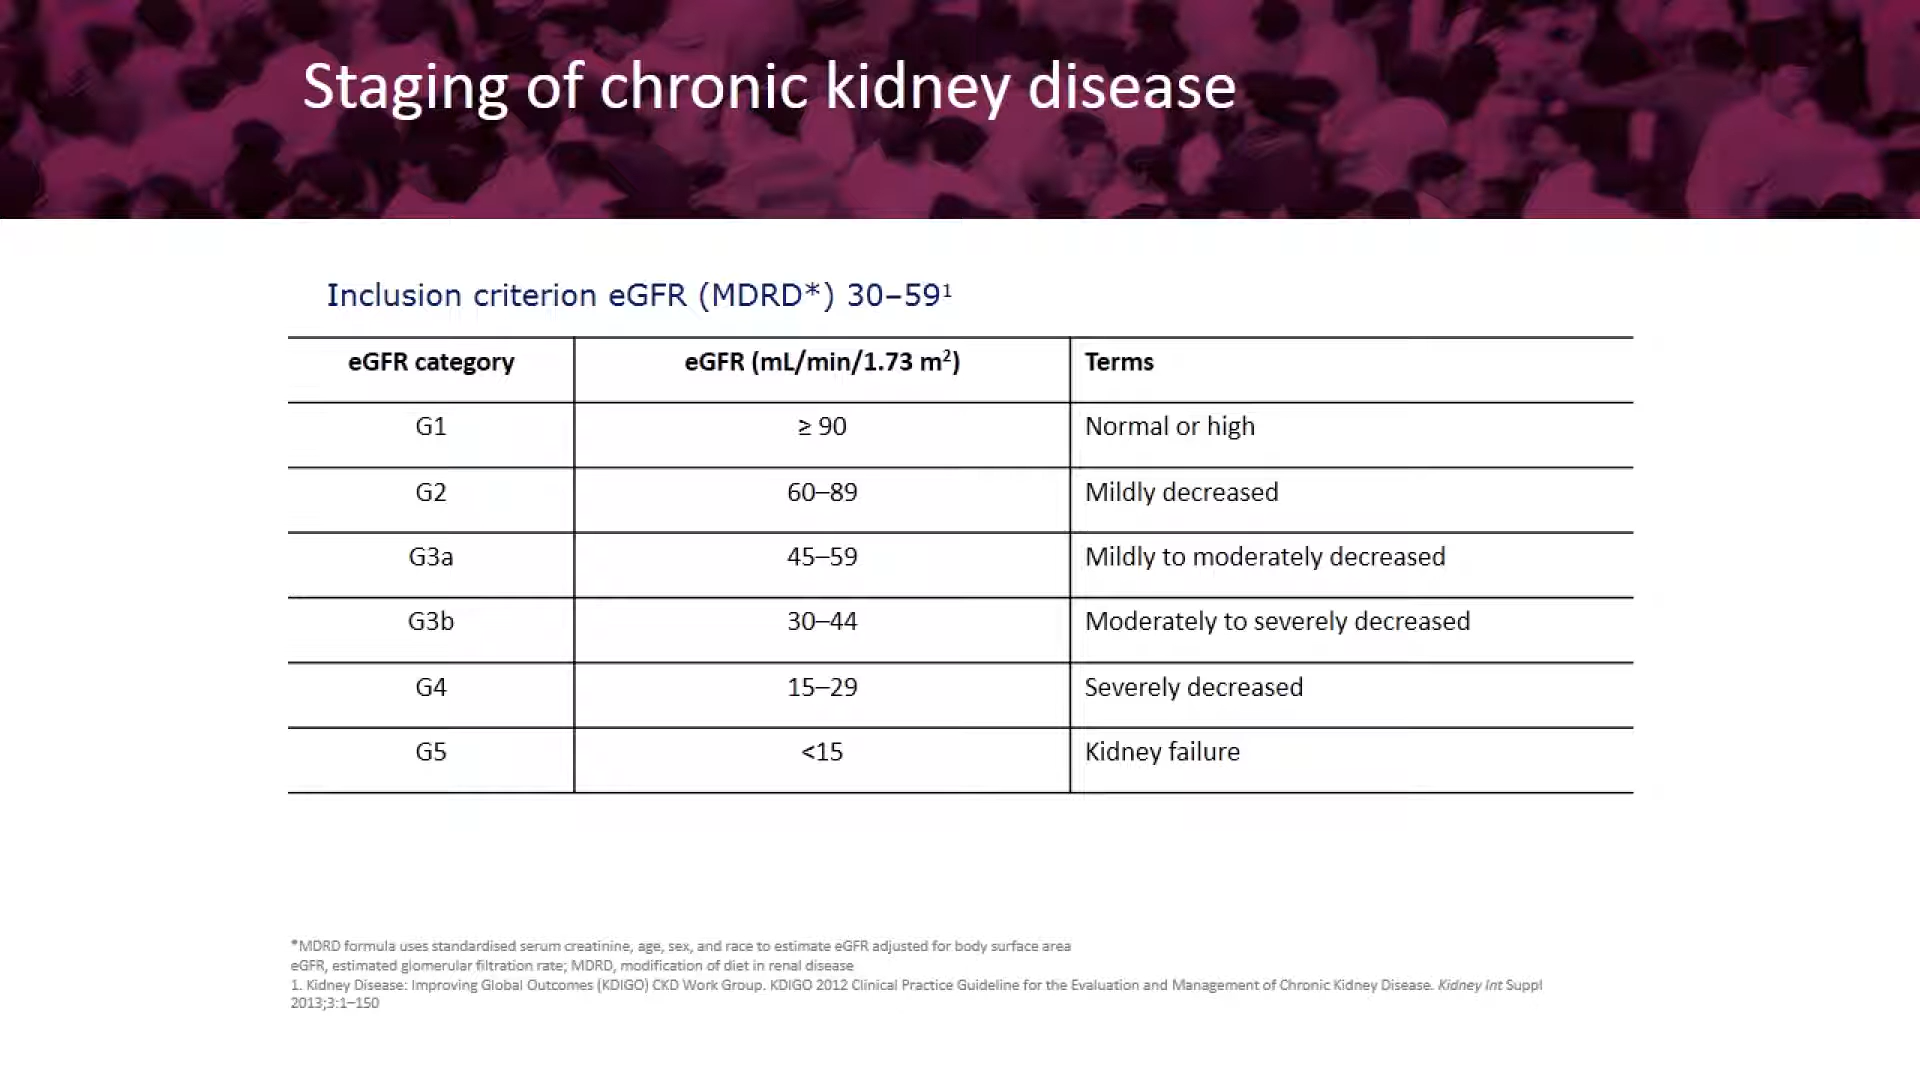 Staging of chronic kidney disease
Inclusion criterion eGFR (MDRD*) 30–59¹
eGFR category eGFR (mL/min/1.73 m²) Terms
G1 ≥ 90 Normal or high
G2 60–89 Mildly decreased
G3a 45–59 Mildly to moderately decreased
G3b 30–44 Moderately to severely decreased
G4 15–29 Severely decreased
G5 <15 Kidney failure
*MDRD formula uses standardised serum creatinine, age, sex, and race to estimate eGFR adjusted for body surface area
eGFR, estimated glomerular filtration rate; MDRD, modification of diet in renal disease
1. Kidney Disease: Improving Global Outcomes (KDIGO) CKD Work Group. KDIGO 2012 Clinical Practice Guideline for the Evaluation and Management of Chronic Kidney Disease. Kidney Int Suppl
2013;3:1–150